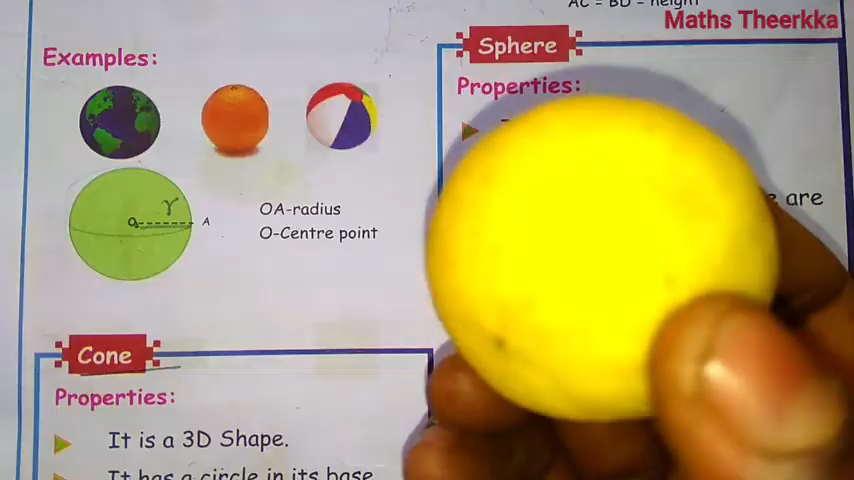 AC = BD = height
Maths Theerkka
Examples:
r
O
A
OA-radius
O-Centre point
Sphere
Properties:
are
Cone
Properties:
It is a 3D Shape.
It has a circle in its base